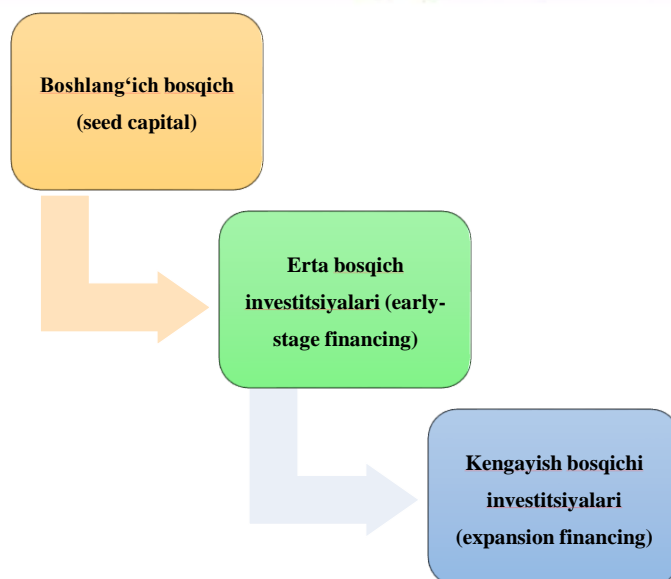 Boshlang‘ich bosqich
(seed capital)
Erta bosqich
investitsiyalari (early-
stage financing)
Kengayish bosqichi
investitsiyalari
(expansion financing)